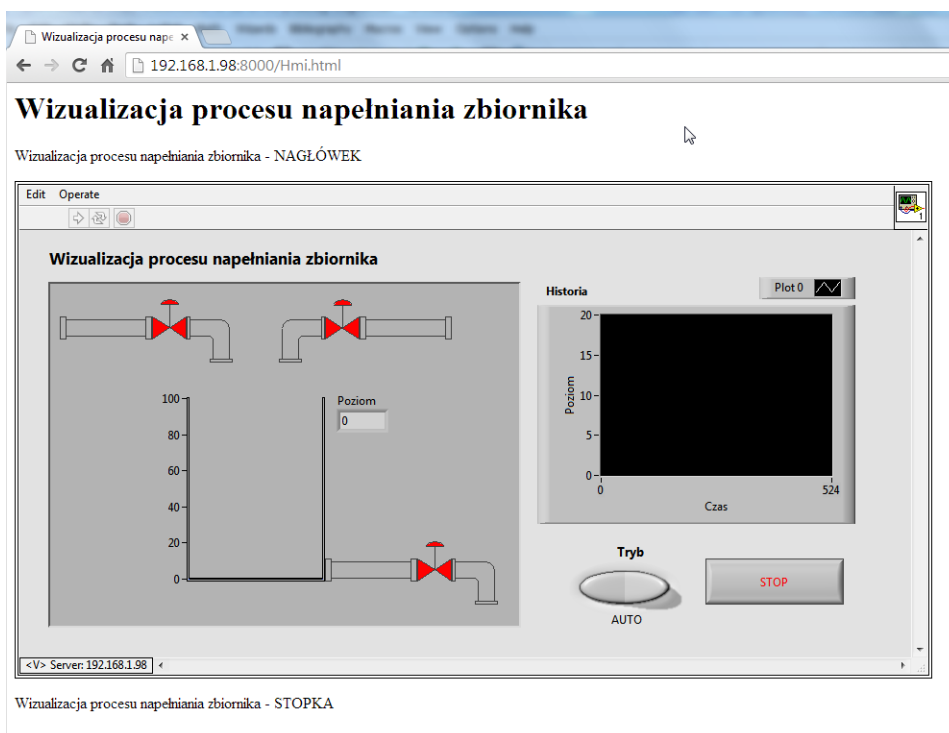 Wizualizacja procesu nape
192.168.1.98:8000/Hmi.html
Wizualizacja procesu napełniania zbiornika
Wizualizacja procesu napełniania zbiornika - NAGŁÓWEK
Edit Operate
1
Wizualizacja procesu napełniania zbiornika
Historia
Plot 0
20
15
10
5
0
Poziom
0
524
Czas
100
80
60
40
20
0
Poziom
0
Tryb
AUTO
STOP
<V> Server: 192.168.1.98
Wizualizacja procesu napełniania zbiornika - STOPKA